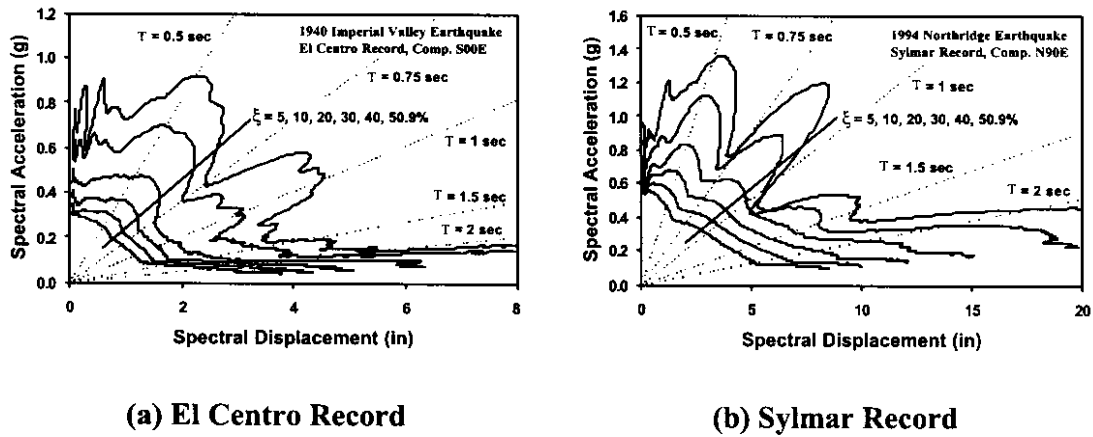 1940 Imperial Valley Earthquake
El Centro Record, Comp. S00E
T = 0.5 sec
T = 0.75 sec
ξ = 5, 10, 20, 30, 40, 50.9%
T = 1 sec
T = 1.5 sec
T = 2 sec
Spectral Acceleration (g)
1.2
1.0
0.8
0.6
0.4
0.2
0.0
0
2
4
6
8
Spectral Displacement (in)
(a) El Centro Record
1994 Northridge Earthquake
Sylmar Record, Comp. N90E
T = 0.5 sec
T = 0.75 sec
T = 1 sec
ξ = 5, 10, 20, 30, 40, 50.9%
T = 1.5 sec
T = 2 sec
Spectral Acceleration (g)
1.6
1.4
1.2
1.0
0.8
0.6
0.4
0.2
0.0
0
5
10
15
20
Spectral Displacement (in)
(b) Sylmar Record